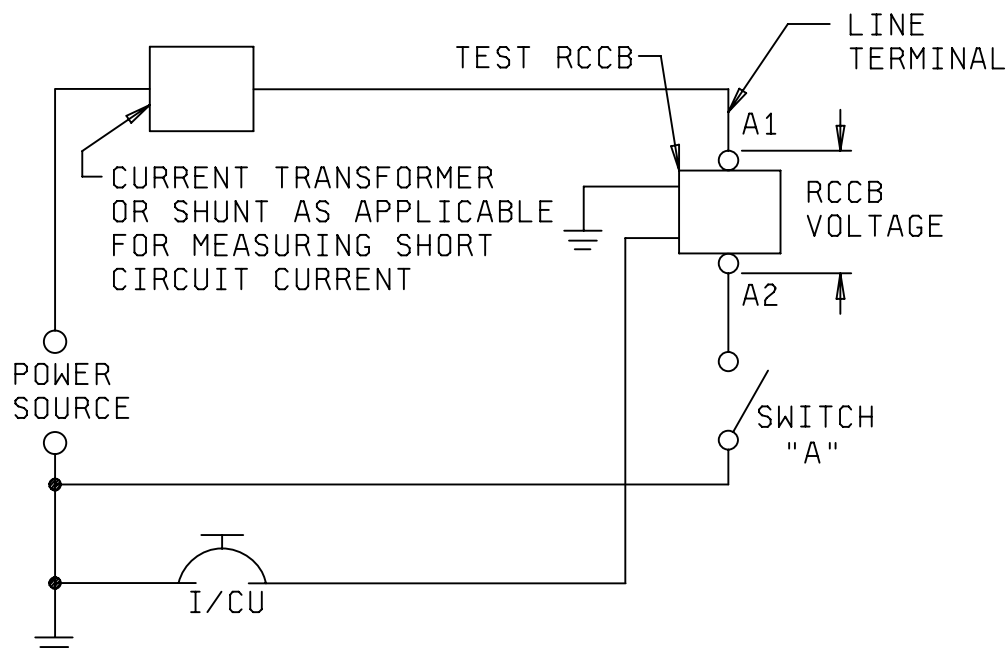 LINE
TERMINAL
TEST RCCB
A1
CURRENT TRANSFORMER
OR SHUNT AS APPLICABLE
FOR MEASURING SHORT
CIRCUIT CURRENT
RCCB
VOLTAGE
A2
POWER
SOURCE
SWITCH
"A"
I/CU